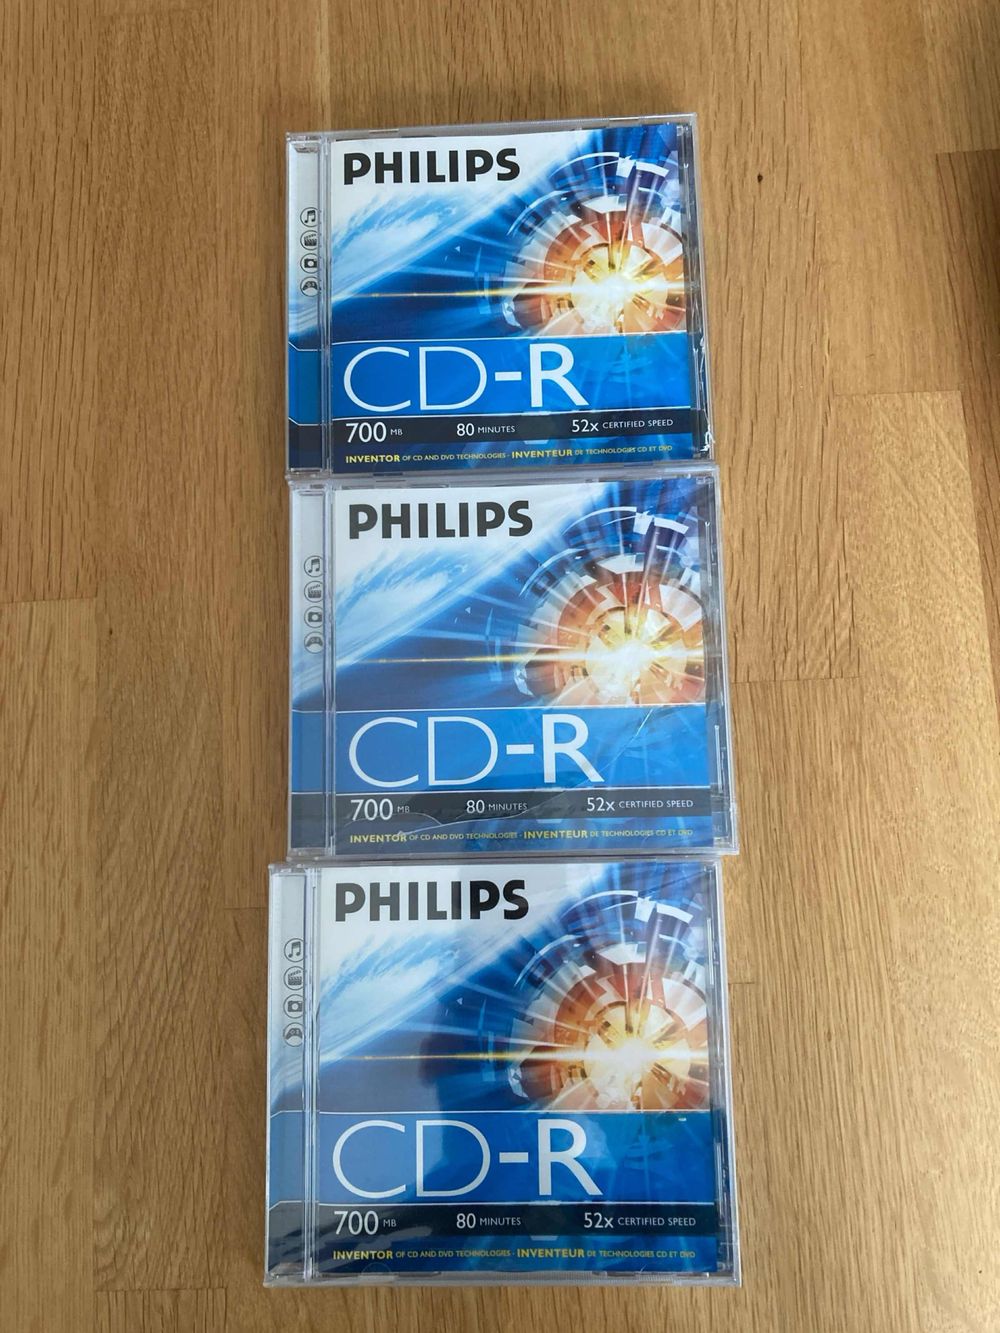 PHILIPS
CD-R
700 MB 80 MINUTES 52x CERTIFIED SPEED
INVENTOR OF CD AND DVD TECHNOLOGIES · INVENTEUR DE TECHNOLOGIES CD ET DVD
PHILIPS
CD-R
700 MB 80 MINUTES 52x CERTIFIED SPEED
INVENTOR OF CD AND DVD TECHNOLOGIES · INVENTEUR DE TECHNOLOGIES CD ET DVD
PHILIPS
CD-R
700 MB 80 MINUTES 52x CERTIFIED SPEED
INVENTOR OF CD AND DVD TECHNOLOGIES · INVENTEUR DE TECHNOLOGIES CD ET DVD